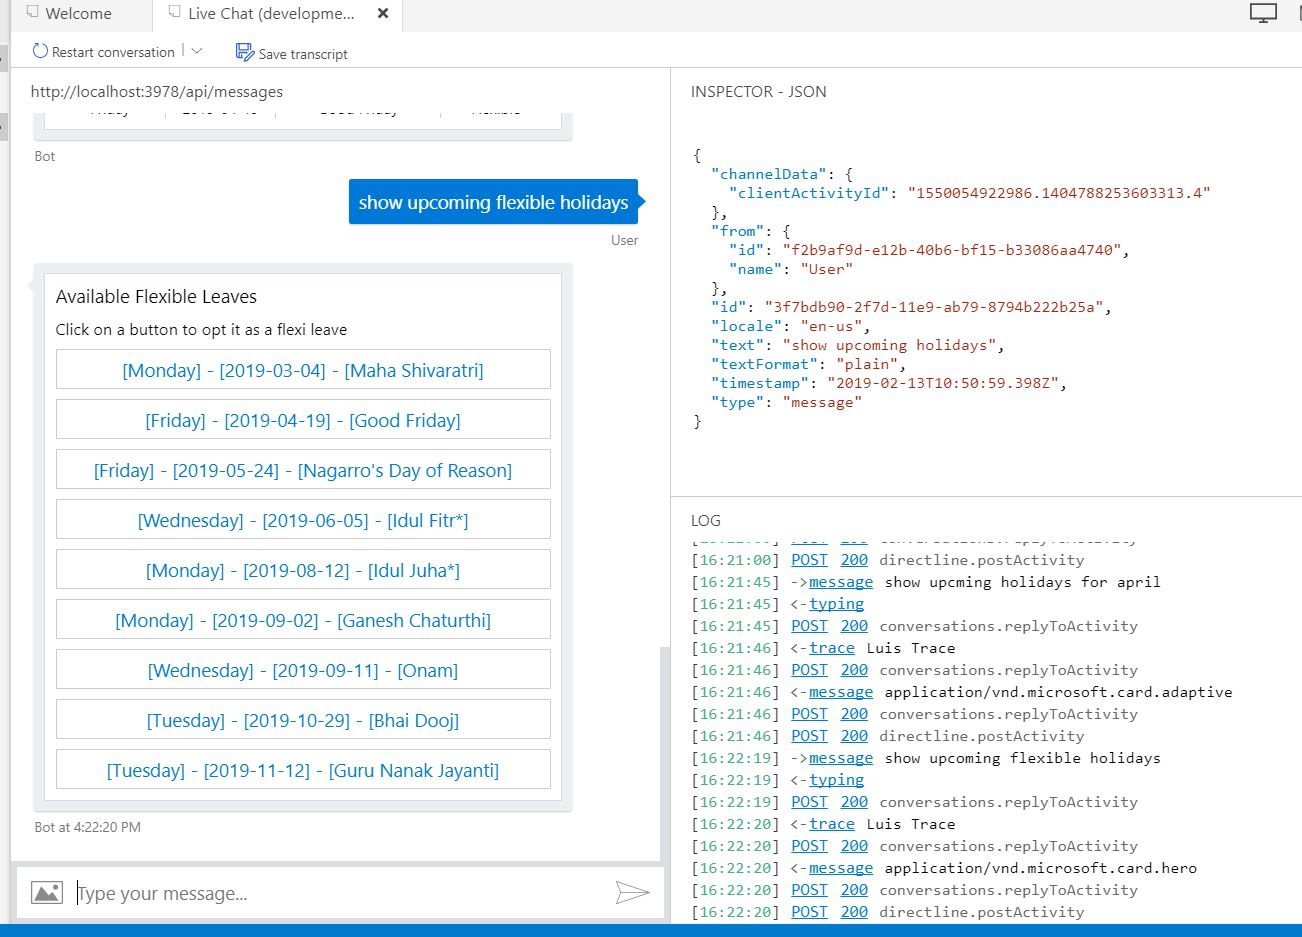 Welcome
Live Chat (developme...
Restart conversation
Save transcript
http://localhost:3978/api/messages
Bot
show upcoming flexible holidays
User
Available Flexible Leaves
Click on a button to opt it as a flexi leave
[Monday] - [2019-03-04] - [Maha Shivaratri]
[Friday] - [2019-04-19] - [Good Friday]
[Friday] - [2019-05-24] - [Nagarro's Day of Reason]
[Wednesday] - [2019-06-05] - [Idul Fitr*]
[Monday] - [2019-08-12] - [Idul Juha*]
[Monday] - [2019-09-02] - [Ganesh Chaturthi]
[Wednesday] - [2019-09-11] - [Onam]
[Tuesday] - [2019-10-29] - [Bhai Dooj]
[Tuesday] - [2019-11-12] - [Guru Nanak Jayanti]
Bot at 4:22:20 PM
Type your message...
INSPECTOR - JSON
{
"channelData": {
"clientActivityId": "1550054922986.1404788253603313.4"
},
"from": {
"id": "f2b9af9d-e12b-40b6-bf15-b33086aa4740",
"name": "User"
},
"id": "3f7bdb90-2f7d-11e9-ab79-8794b222b25a",
"locale": "en-us",
"text": "show upcoming holidays",
"textFormat": "plain",
"timestamp": "2019-02-13T10:50:59.398Z",
"type": "message"
}
LOG
[16:21:00] POST 200 directline.postActivity
[16:21:45] ->message show upcming holidays for april
[16:21:45] <-typing
[16:21:45] POST 200 conversations.replyToActivity
[16:21:46] <-trace Luis Trace
[16:21:46] POST 200 conversations.replyToActivity
[16:21:46] <-message application/vnd.microsoft.card.adaptive
[16:21:46] POST 200 conversations.replyToActivity
[16:21:46] POST 200 directline.postActivity
[16:22:19] ->message show upcoming flexible holidays
[16:22:19] <-typing
[16:22:19] POST 200 conversations.replyToActivity
[16:22:20] <-trace Luis Trace
[16:22:20] POST 200 conversations.replyToActivity
[16:22:20] <-message application/vnd.microsoft.card.hero
[16:22:20] POST 200 conversations.replyToActivity
[16:22:20] POST 200 directline.postActivity